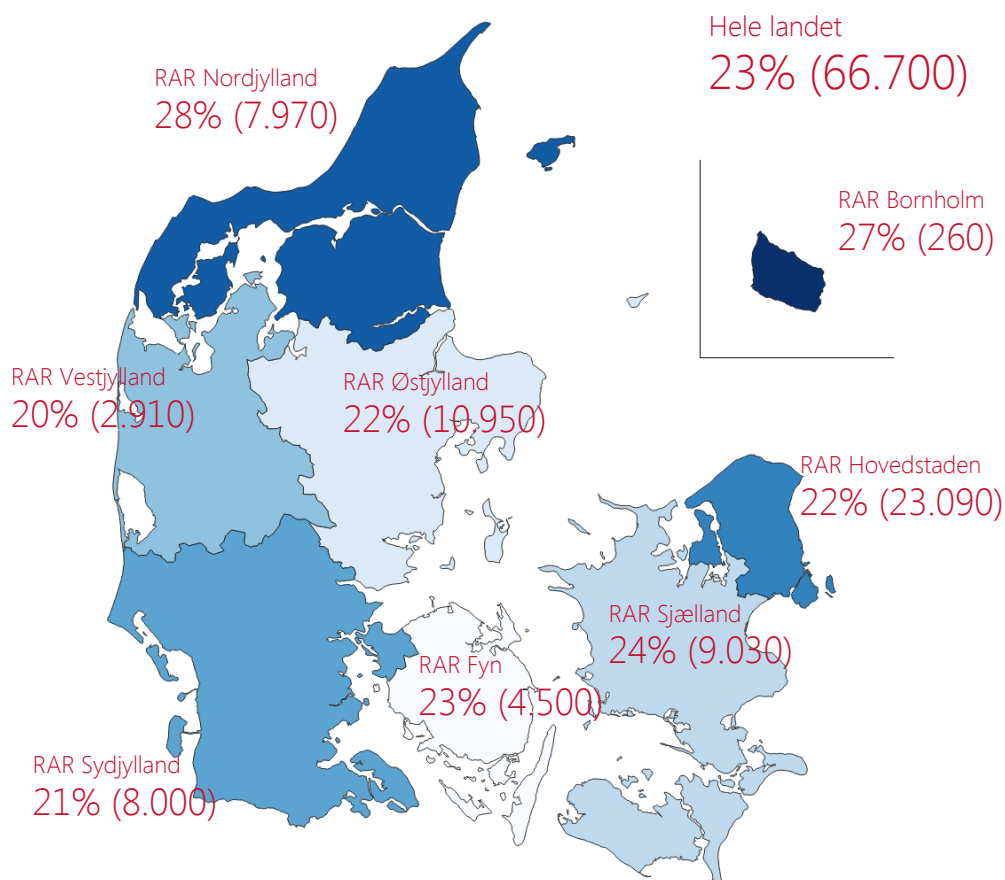 Hele landet
23% (66.700)
RAR Nordjylland
28% (7.970)
RAR Bornholm
27% (260)
RAR Vestjylland
20% (2.910)
RAR Østjylland
22% (10.950)
RAR Hovedstaden
22% (23.090)
RAR Sjælland
24% (9.030)
RAR Fyn
23% (4.500)
RAR Sydjylland
21% (8.000)